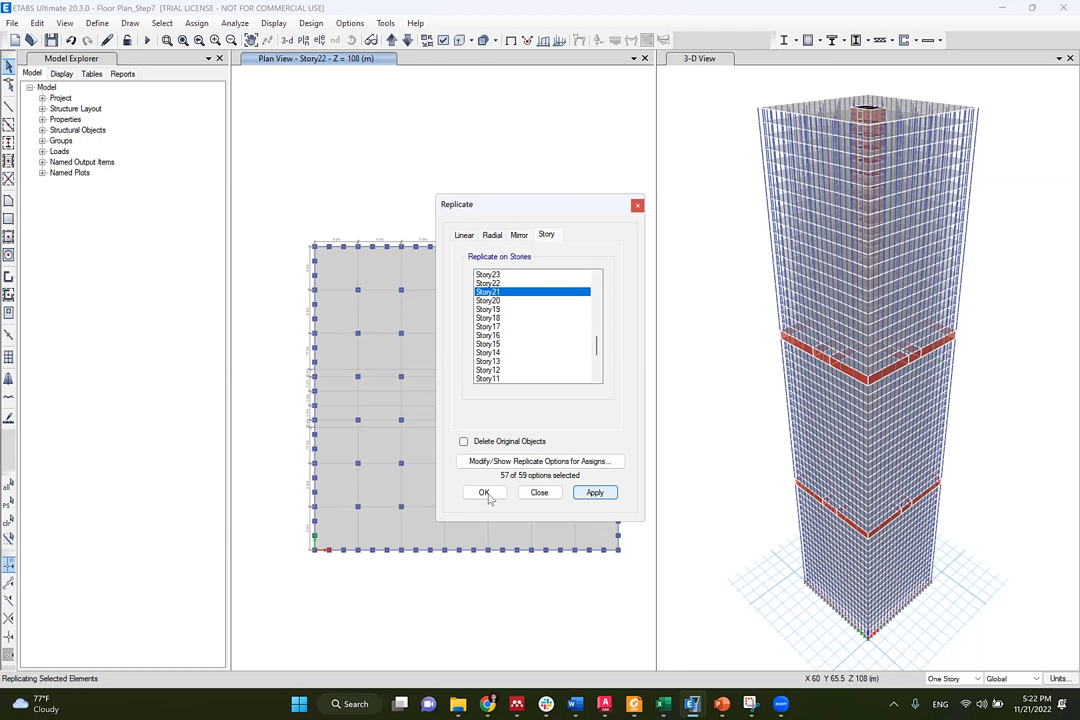 ETABS Ultimate 20.3.0 - Floor Plan_Step7 [TRIAL LICENSE - NOT FOR COMMERCIAL USE]
File Edit View Define Draw Select Assign Analyze Display Design Options Tools Help
3-d
nd
Model Explorer
Plan View - Story22 - Z = 108 (m)
3-D View
Model Display Tables Reports
Model
Project
Structure Layout
Properties
Structural Objects
Groups
Loads
Named Output Items
Named Plots
Replicate
Linear Radial Mirror Story
Replicate on Stories
Story23
Story22
Story21
Story20
Story19
Story18
Story17
Story16
Story15
Story14
Story13
Story12
Story11
Delete Original Objects
Modify/Show Replicate Options for Assigns...
57 of 59 options selected
OK Close Apply
all
PS
clr
Replicating Selected Elements
X 60 Y 65.5 Z 108 (m)
One Story
Global
Units...
77°F
Cloudy
Search
ENG
5:22 PM
11/21/2022